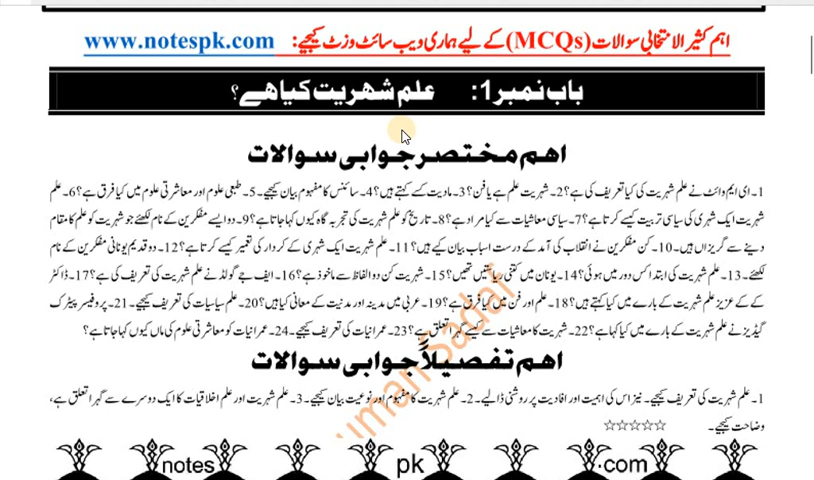 اہم کثیر الانتخابی سوالات (MCQs) کے لیے ہماری ویب سائٹ وزٹ کیجیے: www.notespk.com
باب نمبر 1: علم شہریت کیا ہے؟
اہم مختصر جوابی سوالات
1۔ ای ایم وائٹ نے علم شہریت کی کیا تعریف کی ہے؟ 2۔ شہریت علم ہے یا فن؟ 3۔ مادیت کسے کہتے ہیں؟ 4۔ سائنس کا مفہوم بیان کیجیے۔ 5۔ طبعی علوم اور معاشرتی علوم میں کیا فرق ہے؟ 6۔ علم
شہریت ایک شہری کی سیاسی تربیت کیسے کرتا ہے؟ 7۔ سیاسی معاشیات سے کیا مراد ہے؟ 8۔ تاریخ کو علم شہریت کی تجربہ گاہ کیوں کہا جاتا ہے؟ 9۔ دو ایسے مفکرین کے نام لکھئے جو شہریت کو علم کا مقام
دینے سے گریزاں ہیں۔ 10۔ کن مفکرین نے انقلاب کی آمد کے درست اسباب بیان کیے ہیں؟ 11۔ علم شہریت ایک شہری کے کردار کی تعمیر کیسے کرتا ہے؟ 12۔ دو قدیم یونانی مفکرین کے نام
لکھئے۔ 13۔ علم شہریت کی ابتدا کس دور میں ہوئی؟ 14۔ یونان میں کتنی ریاستیں تھیں؟ 15۔ شہریت کن دو الفاظ سے ماخوذ ہے؟ 16۔ ایف جے گولڈ نے علم شہریت کی تعریف کی ہے؟ 17۔ ڈاکٹر
کے کے عزیز علم شہریت کے بارے میں کیا کہتے ہیں؟ 18۔ علم اور فن میں کیا فرق ہے؟ 19۔ عربی میں مدینہ اور مدنیت کے معانی کیا ہیں؟ 20۔ علم سیاسیات کی تعریف کیجیے۔ 21۔ پروفیسر پیٹرک
گیڈیز نے علم شہریت کے بارے میں کیا کہا ہے؟ 22۔ شہریت کا معاشیات سے کیسے گہرا تعلق ہے؟ 23۔ عمرانیات کی تعریف کیجیے۔ 24۔ عمرانیات کو معاشرتی علوم کی ماں کیوں کہا جاتا ہے؟
اہم تفصیلاً جوابی سوالات
1۔ علم شہریت کی تعریف کیجیے۔ نیز اس کی اہمیت اور افادیت پر روشنی ڈالیے۔ 2۔ علم شہریت کا مفہوم اور نوعیت بیان کیجیے۔ 3۔ علم شہریت اور علم اخلاقیات کا ایک دوسرے سے گہرا تعلق ہے،
وضاحت کیجیے۔ ☆☆☆☆☆
notes pk .com